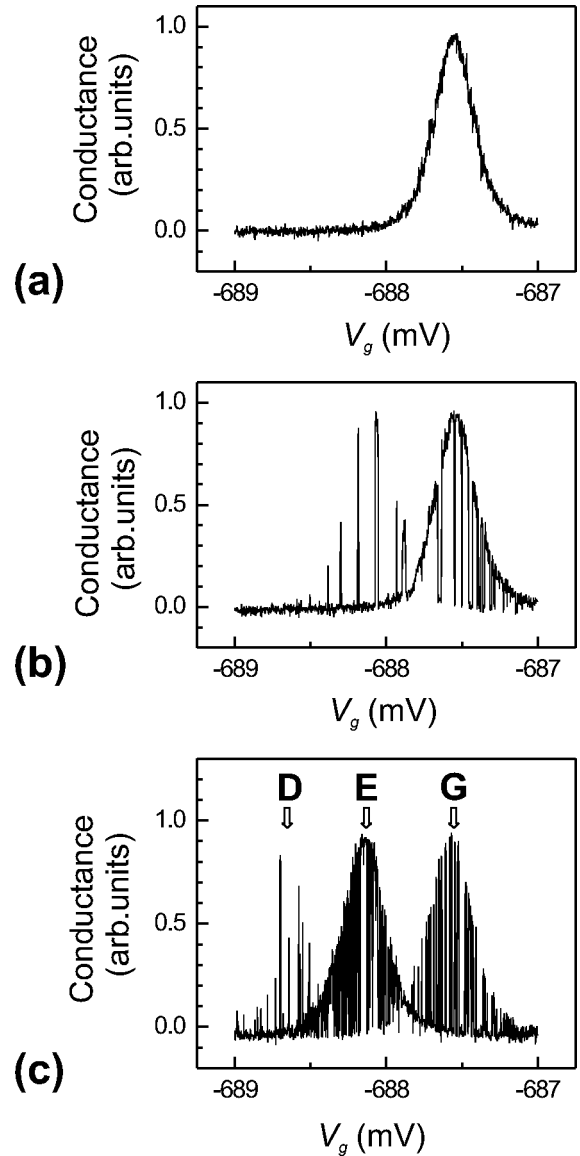 Conductance
(arb.units)
1.0
0.5
0.0
-689
-688
-687
V_g (mV)
(a)
Conductance
(arb.units)
1.0
0.5
0.0
-689
-688
-687
V_g (mV)
(b)
D E G
Conductance
(arb.units)
1.0
0.5
0.0
-689
-688
-687
V_g (mV)
(c)